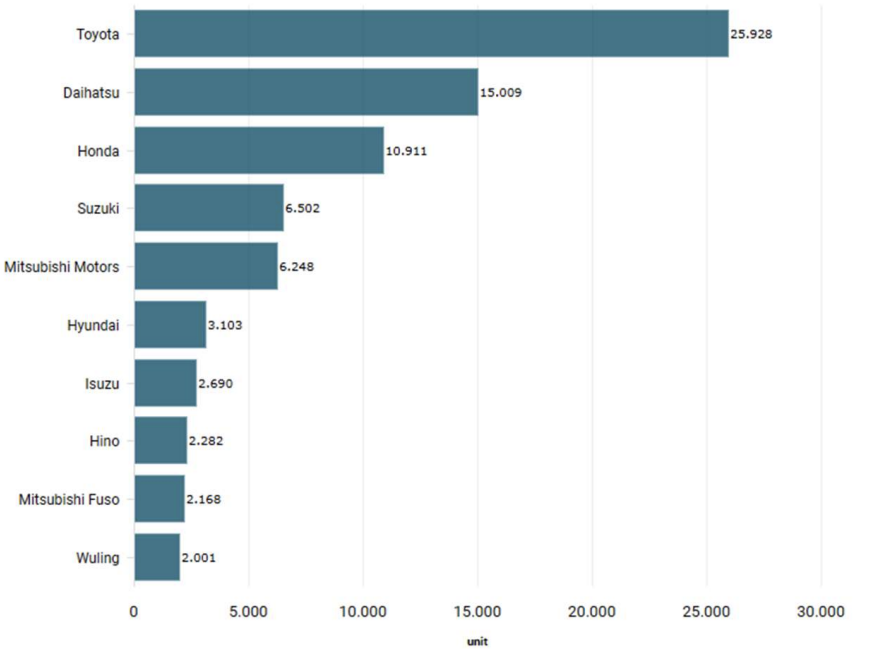 Toyota 25.928
Daihatsu 15.009
Honda 10.911
Suzuki 6.502
Mitsubishi Motors 6.248
Hyundai 3.103
Isuzu 2.690
Hino 2.282
Mitsubishi Fuso 2.168
Wuling 2.001
0 5.000 10.000 15.000 20.000 25.000 30.000
unit